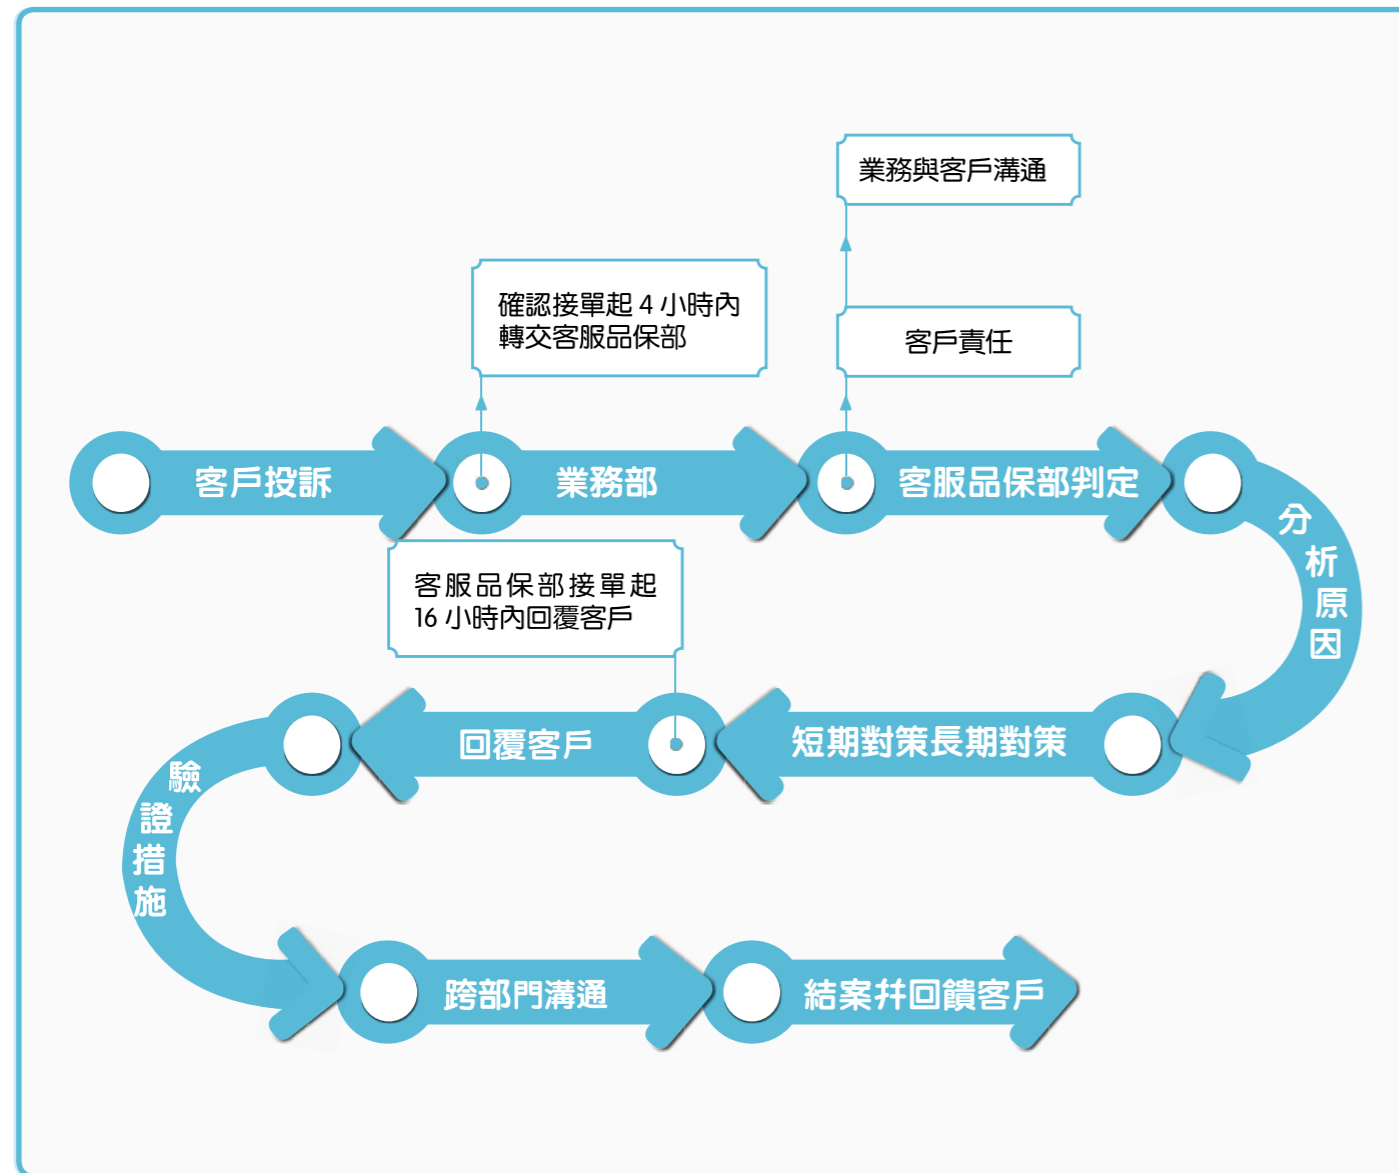 業務與客戶溝通
確認接單起 4 小時內
轉交客服品保部
客戶責任
客戶投訴
業務部
客服品保部判定
分析原因
客服品保部接單起
16 小時內回覆客戶
短期對策長期對策
回覆客戶
驗證措施
跨部門溝通
結案幷回饋客戶